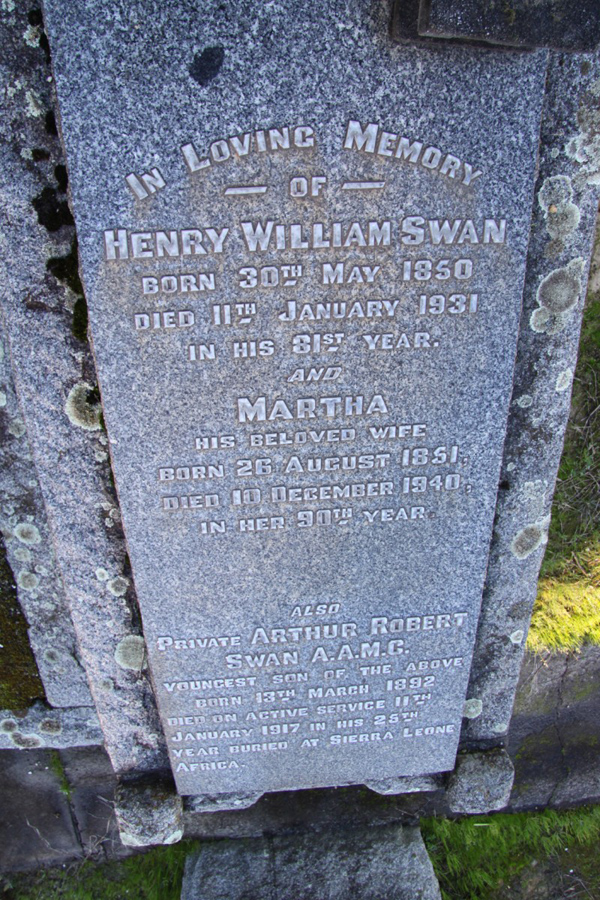 In Loving Memory
— OF —
Henry William Swan
BORN 30TH MAY 1850
DIED 11TH JANUARY 1931
IN HIS 81ST YEAR.
AND
MARTHA
HIS BELOVED WIFE
BORN 26 AUGUST 1851.
DIED 10 DECEMBER 1940.
IN HER 90TH YEAR.
ALSO
PRIVATE ARTHUR ROBERT
SWAN A.A.M.C.
YOUNGEST SON OF THE ABOVE
BORN 13TH MARCH 1892
DIED ON ACTIVE SERVICE 11TH
JANUARY 1917 IN HIS 25TH
YEAR BURIED AT SIERRA LEONE
AFRICA.